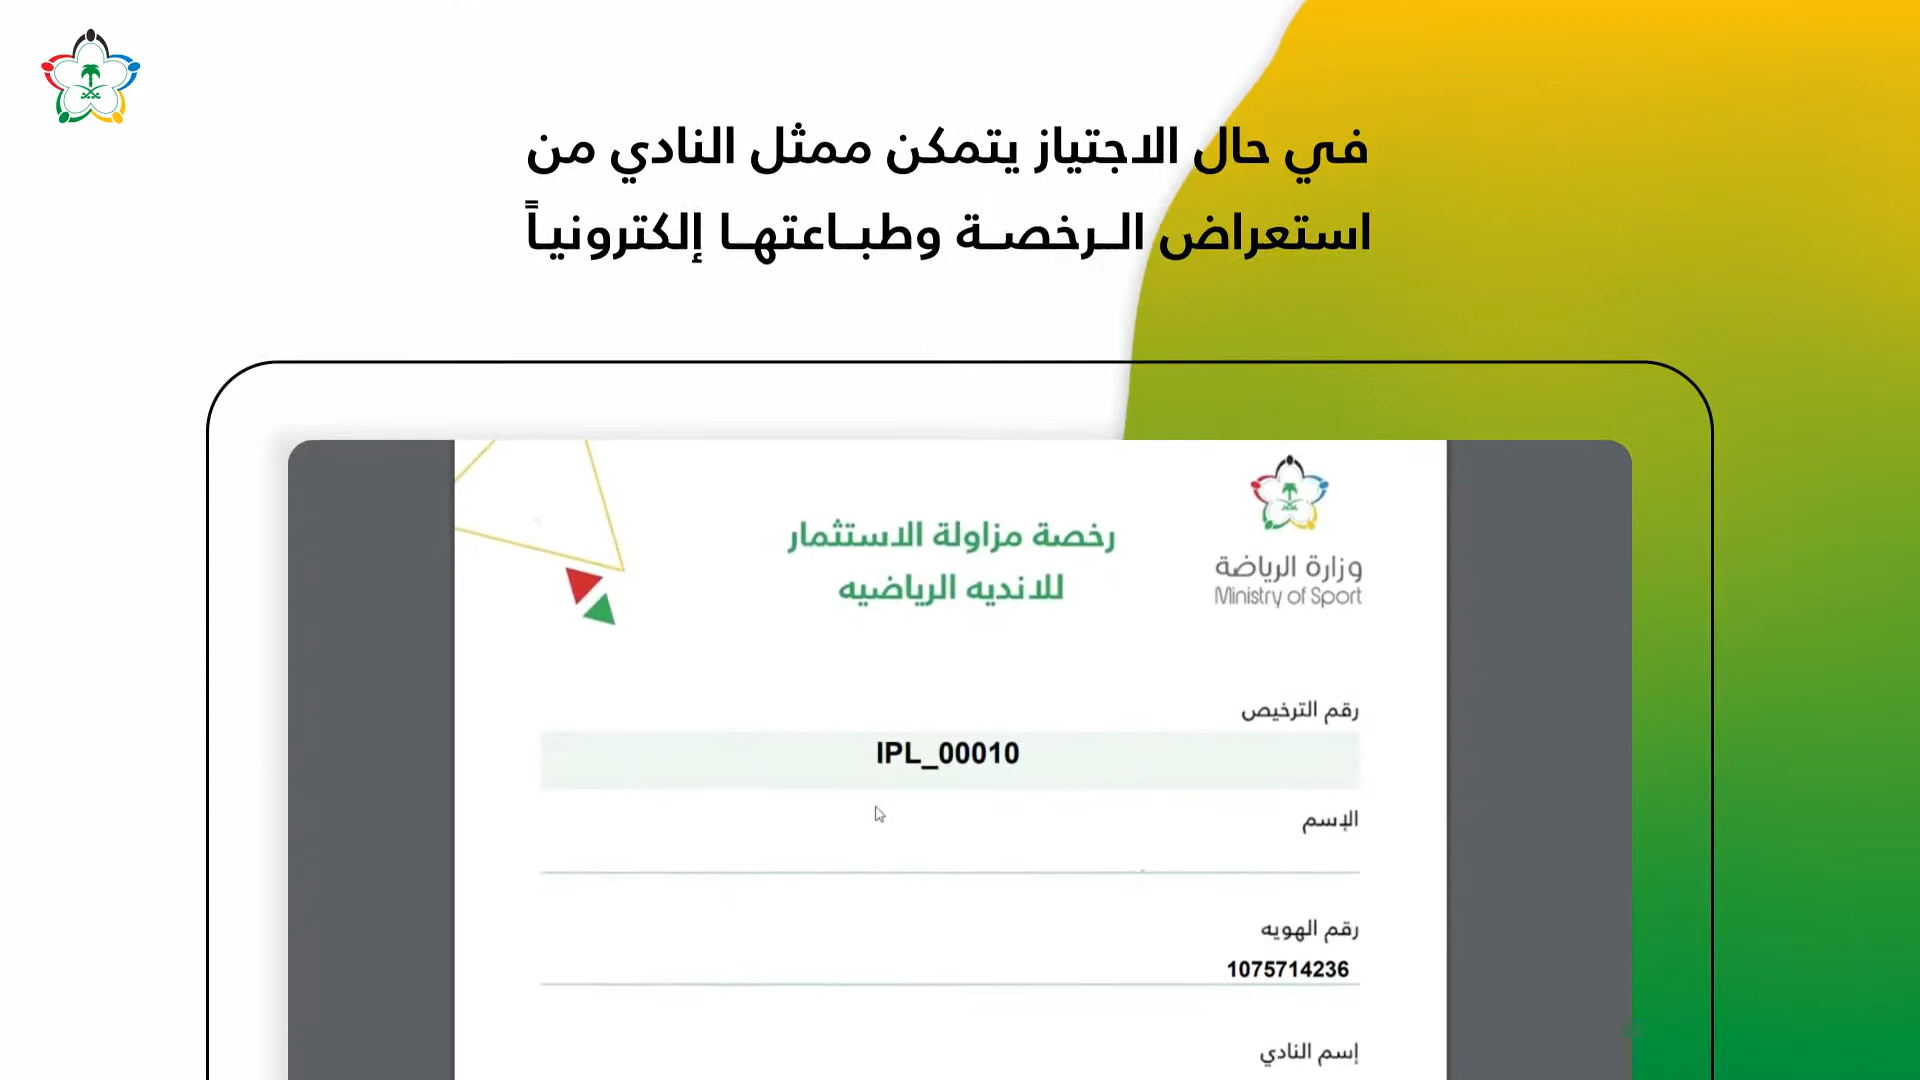 في حال الاجتياز يتمكن ممثل النادي من
استعراض الـرخصـة وطبـاعتهـا إلكترونيـاً
وزارة الرياضة
Ministry of Sport
رخصة مزاولة الاستثمار
للانديه الرياضيه
رقم الترخيص
IPL_00010
الإسم
رقم الهويه
1075714236
إسم النادي